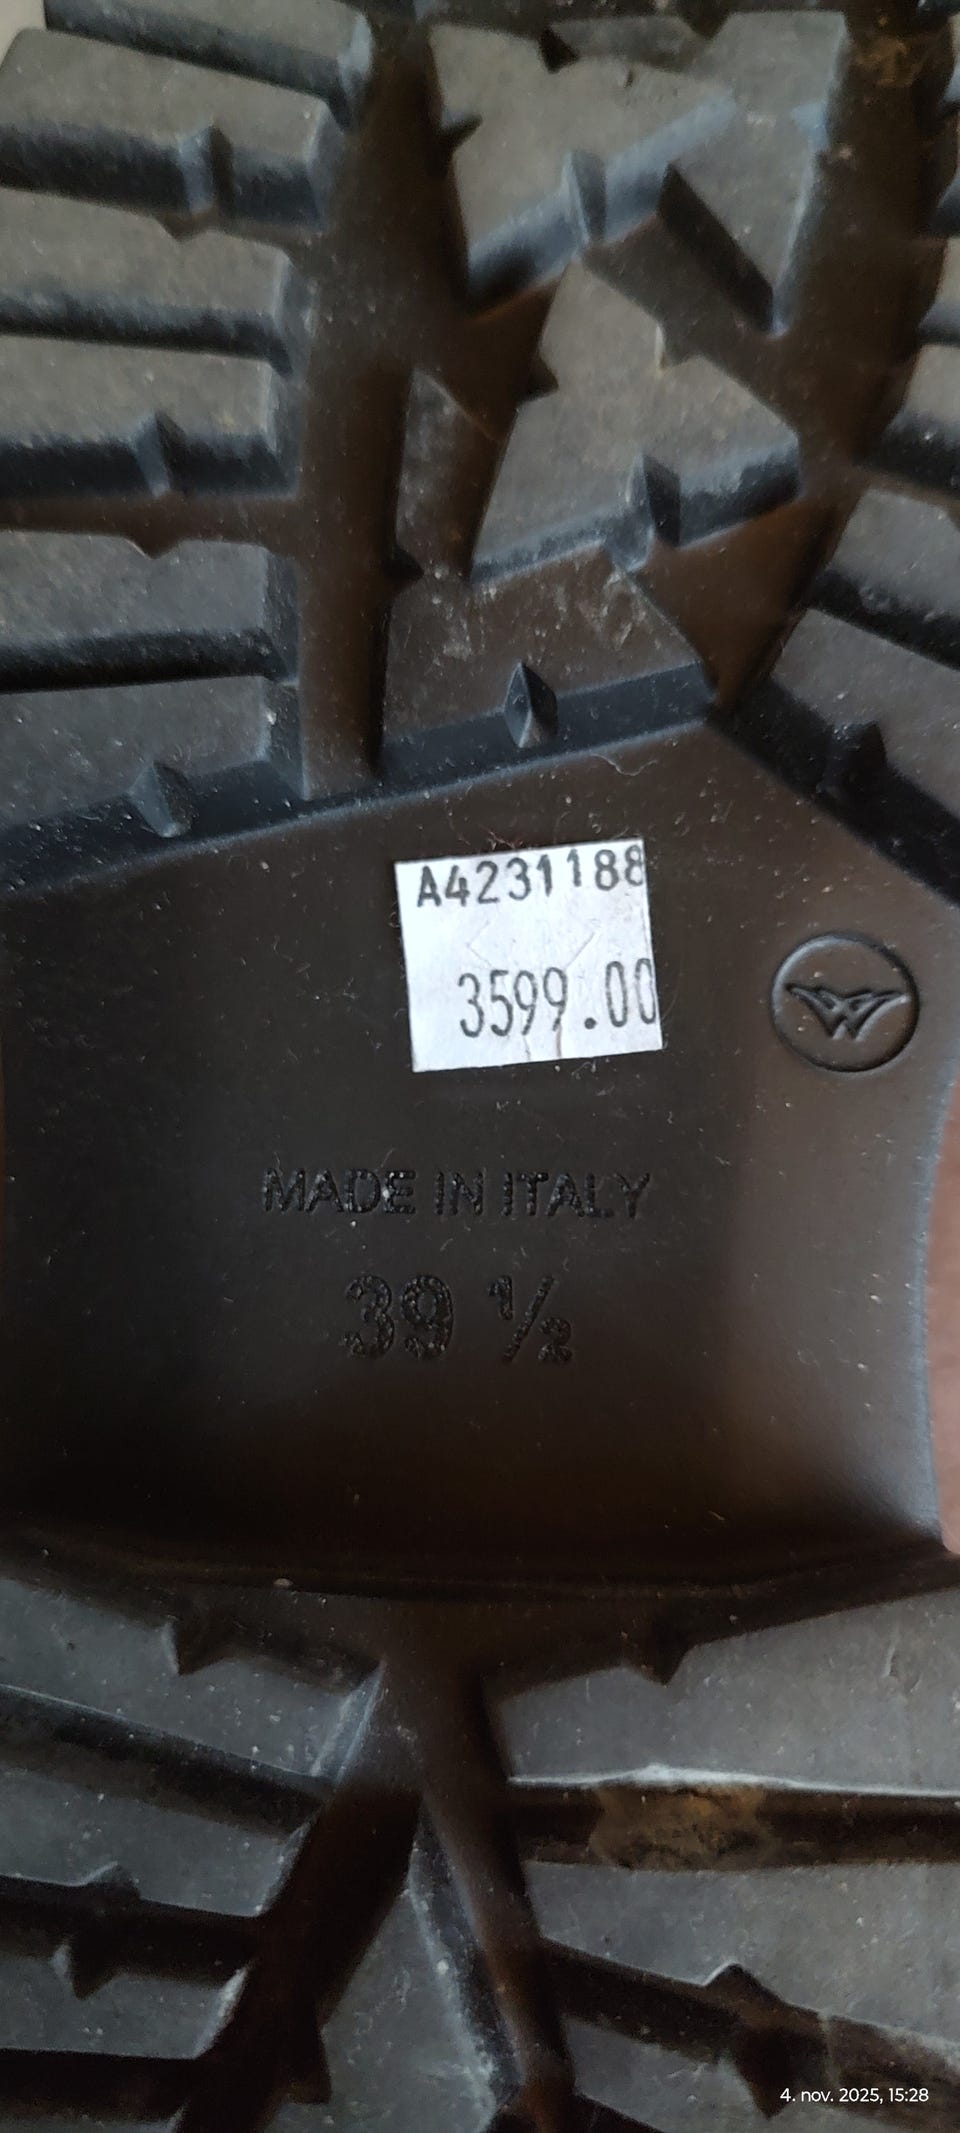 A4231188
3599.00
MADE IN ITALY
39 ½
4. nov. 2025, 15:28